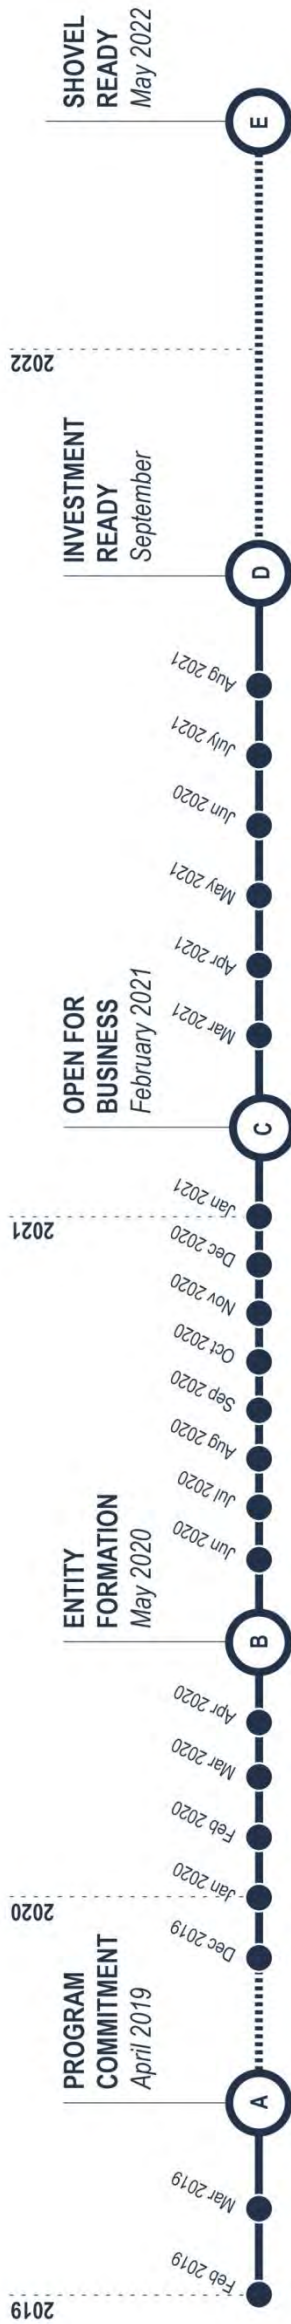 2019
Feb 2019
Mar 2019
PROGRAM
COMMITMENT
April 2019
A
Dec 2019
2020
Jan 2020
Feb 2020
Mar 2020
Apr 2020
ENTITY
FORMATION
May 2020
B
Jun 2020
Jul 2020
Aug 2020
Sep 2020
Oct 2020
Nov 2020
Dec 2020
2021
Jan 2021
OPEN FOR
BUSINESS
February 2021
C
Mar 2021
Apr 2021
May 2021
Jun 2020
July 2021
Aug 2021
INVESTMENT
READY
September
D
2022
SHOVEL
READY
May 2022
E